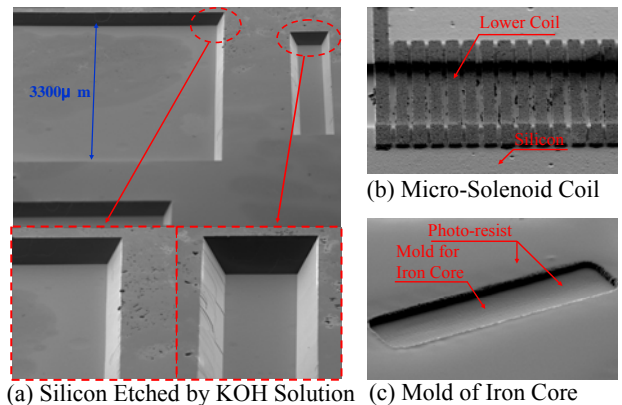 3300μ m
Lower Coil
Silicon
(b) Micro-Solenoid Coil
Photo-resist
Mold for
Iron Core
(a) Silicon Etched by KOH Solution
(c) Mold of Iron Core